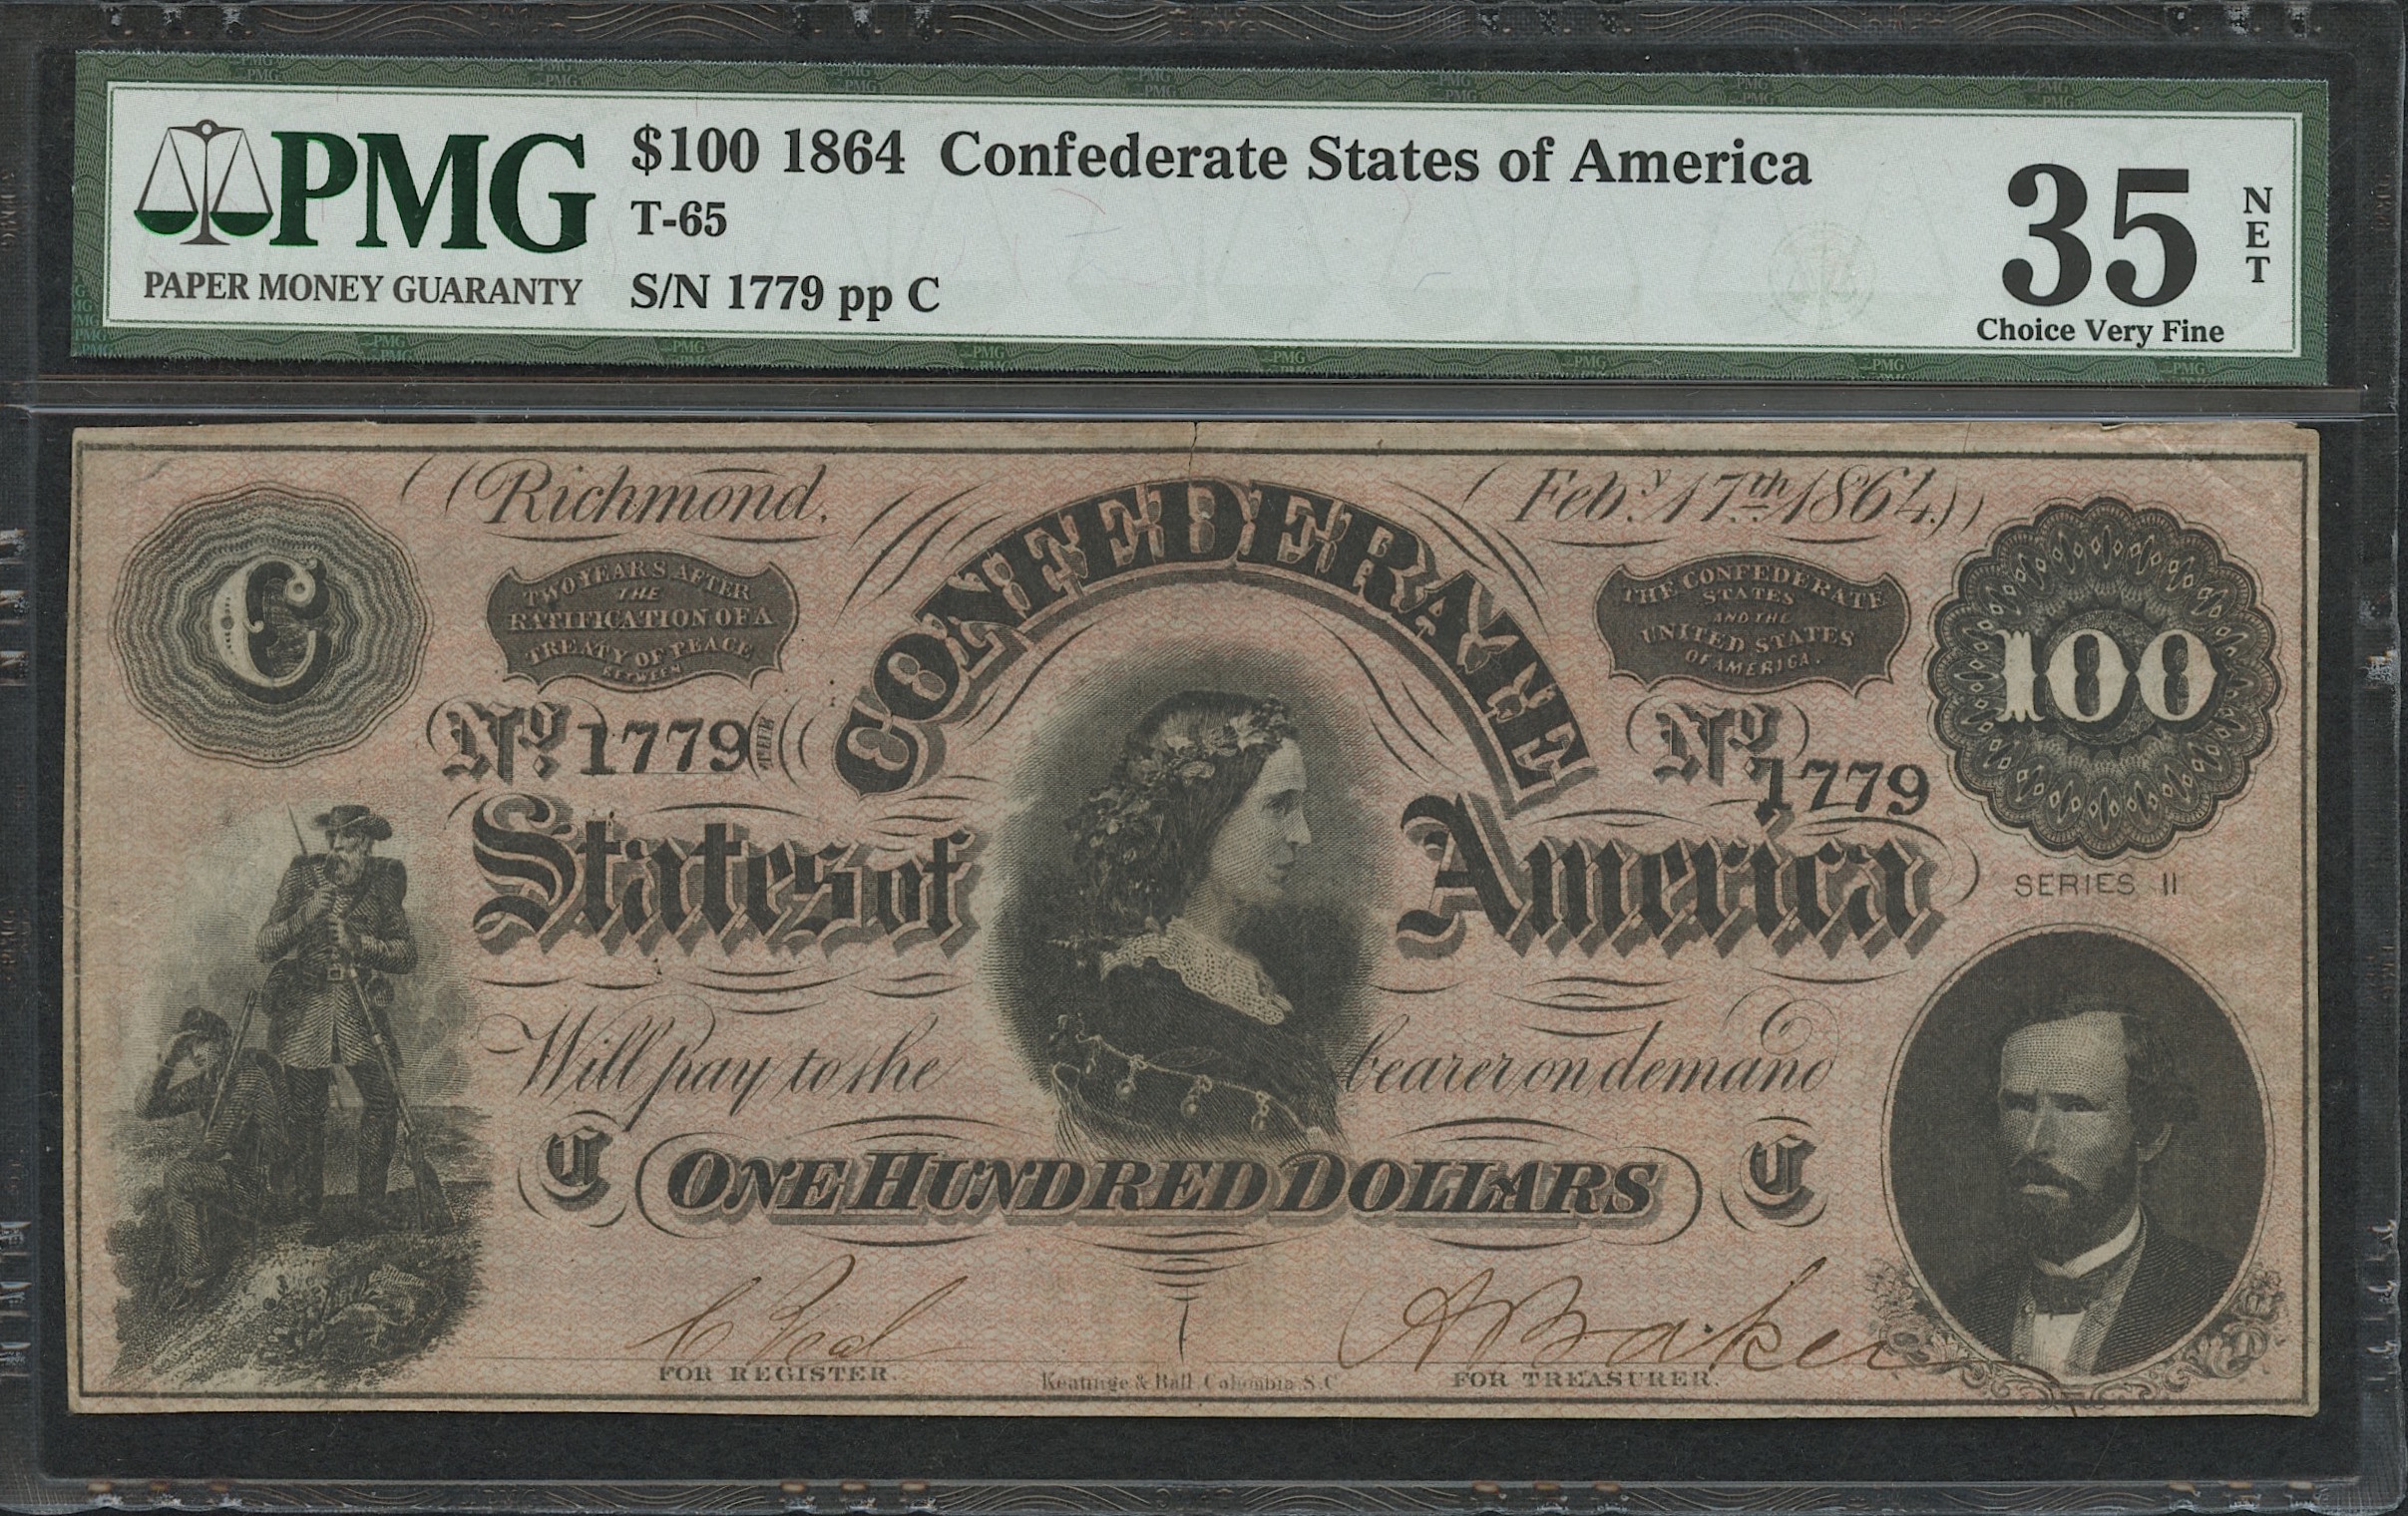 PMG
PAPER MONEY GUARANTY
$100 1864 Confederate States of America
T-65
S/N 1779 pp C
35
NET
Choice Very Fine
Richmond.
Feb.y 17th 1864.
C
TWO YEARS AFTER
THE
RATIFICATION OF A
TREATY OF PEACE
BETWEEN
CONFEDERATE
THE CONFEDERATE
STATES
AND THE
UNITED STATES
OF AMERICA.
100
No. 1779
No. 1779
States of America
SERIES II
Will pay to the bearer on demand
C ONE HUNDRED DOLLARS C
A Baker
FOR REGISTER.
Keatinge & Ball Columbia, S.C
FOR TREASURER.